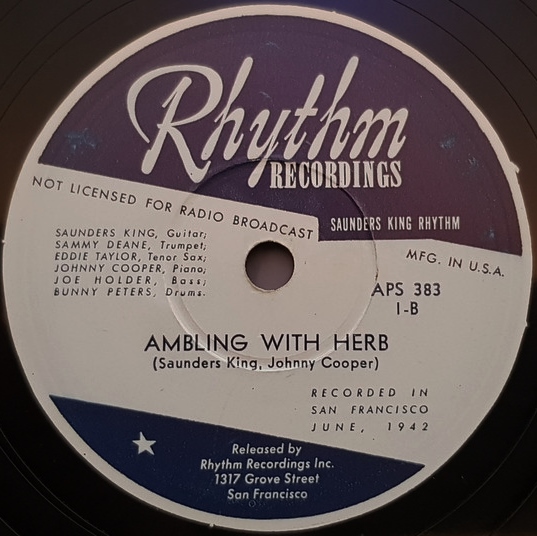 Rhythm
RECORDINGS
NOT LICENSED FOR RADIO BROADCAST
SAUNDERS KING RHYTHM
SAUNDERS KING, Guitar;
SAMMY DEANE, Trumpet;
EDDIE TAYLOR, Tenor Sax;
JOHNNY COOPER, Piano;
JOE HOLDER, Bass;
BUNNY PETERS, Drums.
MFG. IN U.S.A.
APS 383
1-B
AMBLING WITH HERB
(Saunders King, Johnny Cooper)
RECORDED IN
SAN FRANCISCO
JUNE, 1942
Released by
Rhythm Recordings Inc.
1317 Grove Street
San Francisco